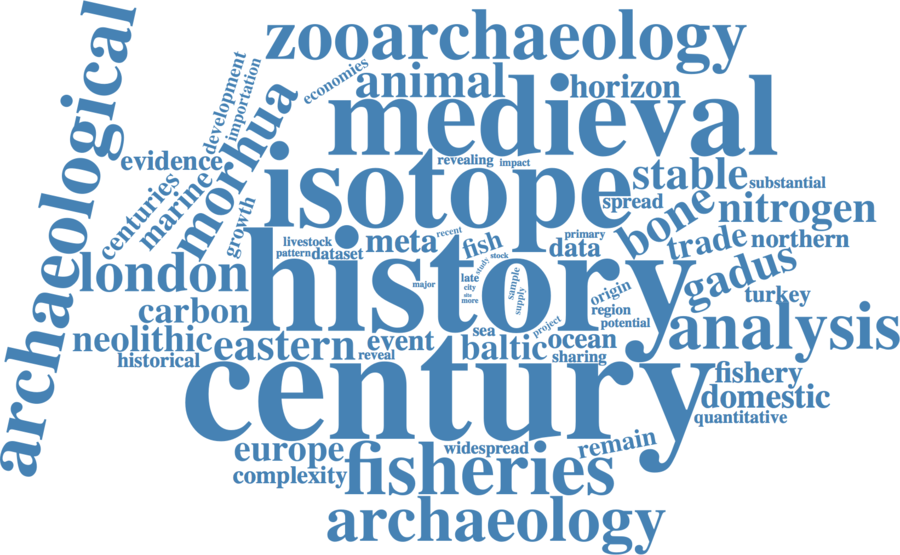 zooarchaeology
archaeological
economies
animal
horizon
development
importation
morhua
medieval
evidence
revealing
impact
isotope
stable
substantial
centuries
marine
growth
spread
bone
nitrogen
livestock
pattern
dataset
meta
recent
fish
primary
data
trade
northern
study
stock
london
history
major
late
city
site
more
sample
supply
origin
region
potential
gadus
turkey
carbon
neolithic
historical
eastern
event
reveal
sea
project
baltic
ocean
sharing
analysis
century
fishery
domestic
quantitative
europe
complexity
widespread
remain
fisheries
archaeology